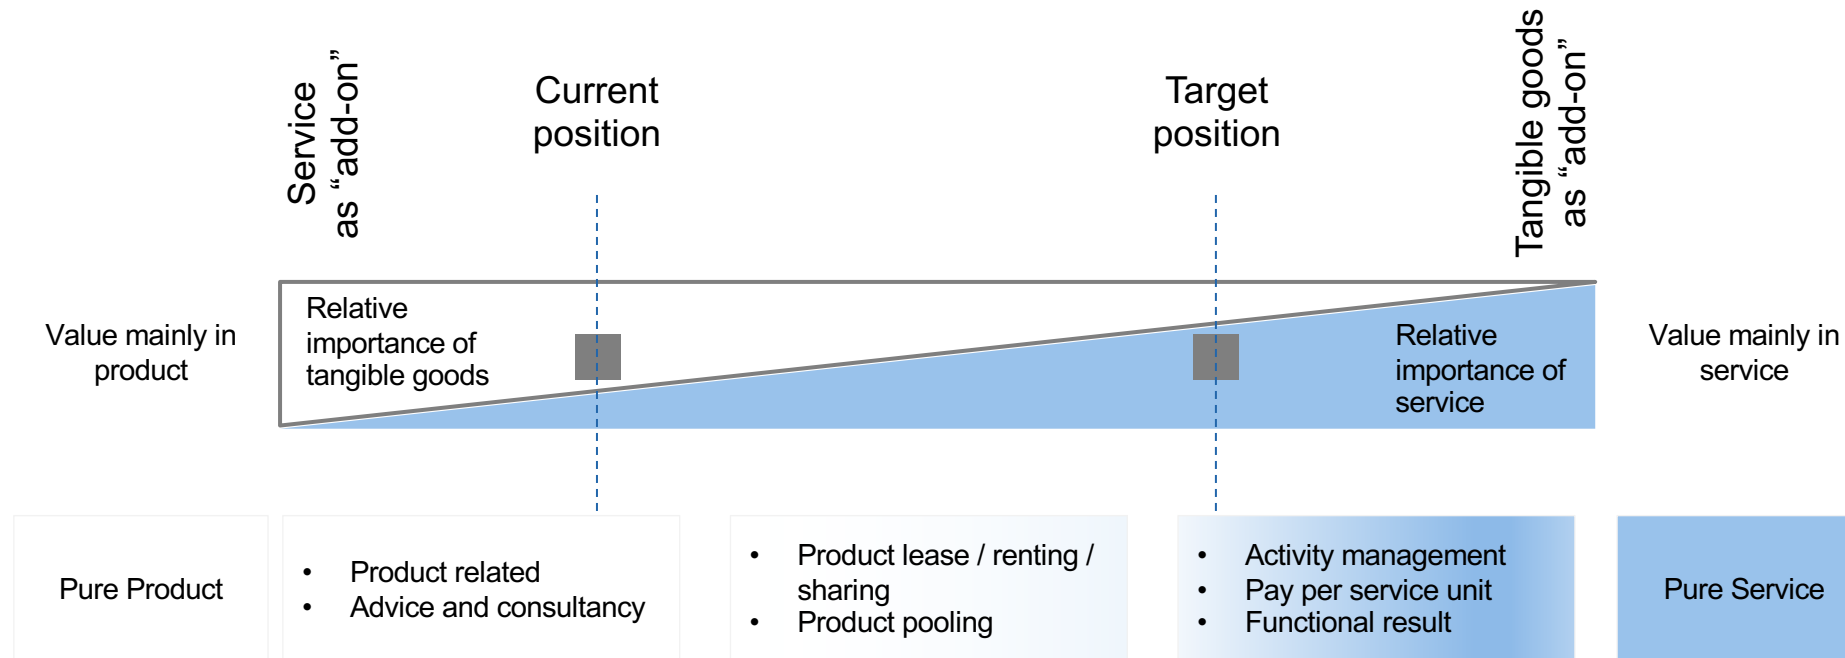 Service
as “add-on”
Current
position
Target
position
Tangible goods
as “add-on”
Value mainly in
product
Relative
importance of
tangible goods
Relative
importance of
service
Value mainly in
service
Pure Product
• Product related
• Advice and consultancy
• Product lease / renting /
sharing
• Product pooling
• Activity management
• Pay per service unit
• Functional result
Pure Service